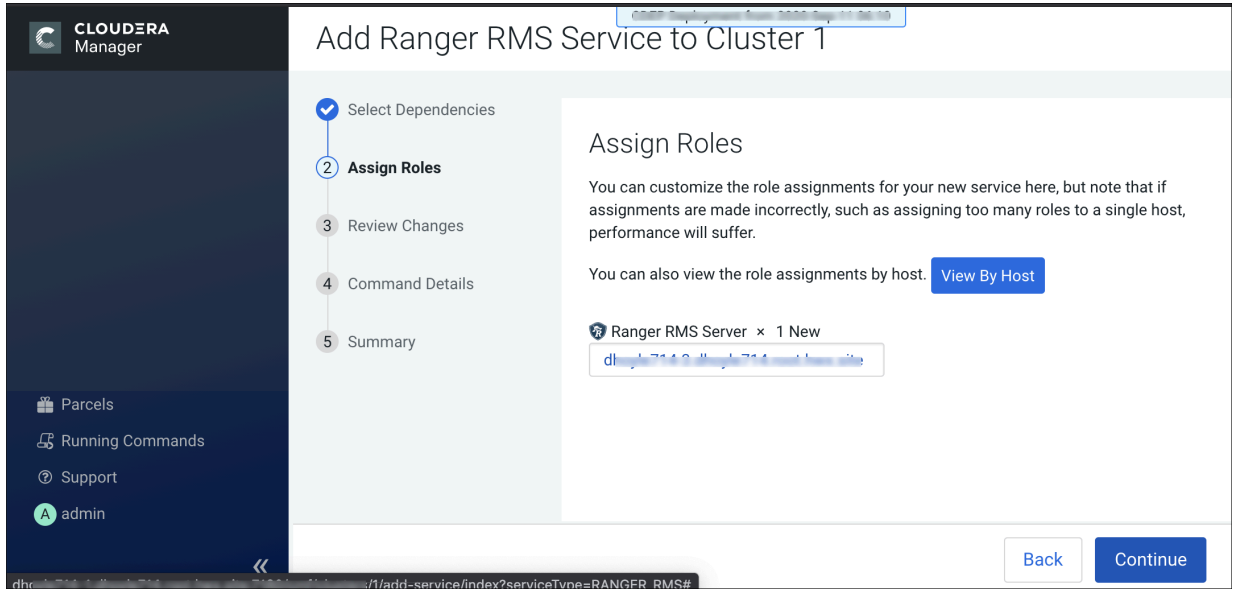 CLOUDERA
Manager
Add Ranger RMS Service to Cluster 1
Select Dependencies
2 Assign Roles
3 Review Changes
4 Command Details
5 Summary
Assign Roles
You can customize the role assignments for your new service here, but note that if
assignments are made incorrectly, such as assigning too many roles to a single host,
performance will suffer.
You can also view the role assignments by host. View By Host
Ranger RMS Server × 1 New
Parcels
Running Commands
Support
A admin
«
Back Continue
/1/add-service/index?serviceType=RANGER_RMS#